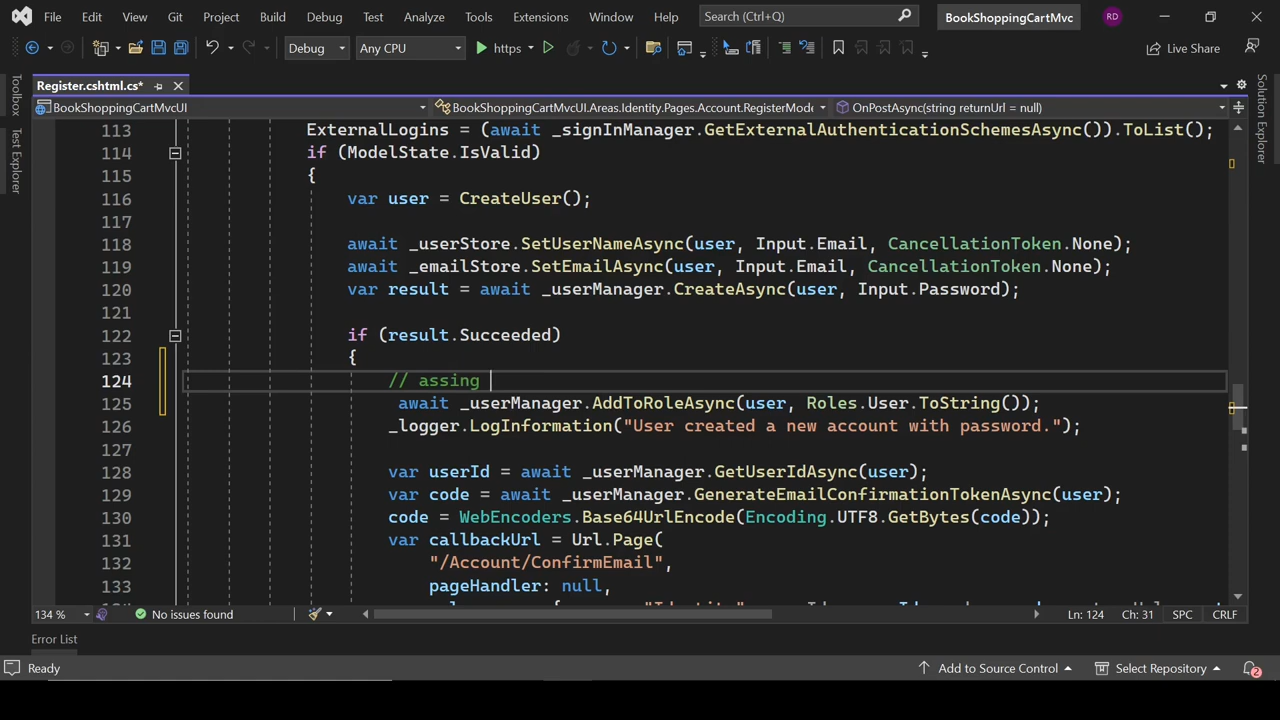 File Edit View Git Project Build Debug Test Analyze Tools Extensions Window Help Search (Ctrl+Q) BookShoppingCartMvc RD
Debug Any CPU https Live Share
Toolbox
Test Explorer
Solution Explorer
Register.cshtml.cs*
BookShoppingCartMvcUI BookShoppingCartMvcUI.Areas.Identity.Pages.Account.RegisterMode OnPostAsync(string returnUrl = null)
113 ExternalLogins = (await _signInManager.GetExternalAuthenticationSchemesAsync()).ToList();
114 if (ModelState.IsValid)
115 {
116 var user = CreateUser();
117
118 await _userStore.SetUserNameAsync(user, Input.Email, CancellationToken.None);
119 await _emailStore.SetEmailAsync(user, Input.Email, CancellationToken.None);
120 var result = await _userManager.CreateAsync(user, Input.Password);
121
122 if (result.Succeeded)
123 {
124 // assing
125 await _userManager.AddToRoleAsync(user, Roles.User.ToString());
126 _logger.LogInformation("User created a new account with password.");
127
128 var userId = await _userManager.GetUserIdAsync(user);
129 var code = await _userManager.GenerateEmailConfirmationTokenAsync(user);
130 code = WebEncoders.Base64UrlEncode(Encoding.UTF8.GetBytes(code));
131 var callbackUrl = Url.Page(
132 "/Account/ConfirmEmail",
133 pageHandler: null,
134 % No issues found Ln: 124 Ch: 31 SPC CRLF
Error List
Ready Add to Source Control Select Repository 2